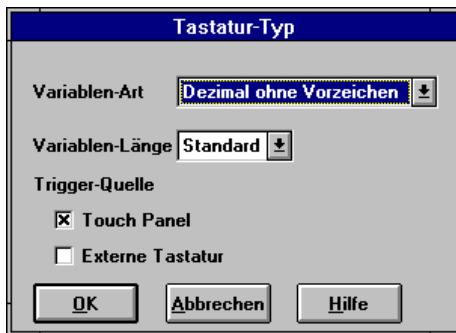 Tastatur-Typ
Variablen-Art Dezimal ohne Vorzeichen
Variablen-Länge Standard
Trigger-Quelle
Touch Panel
Externe Tastatur
OK Abbrechen Hilfe